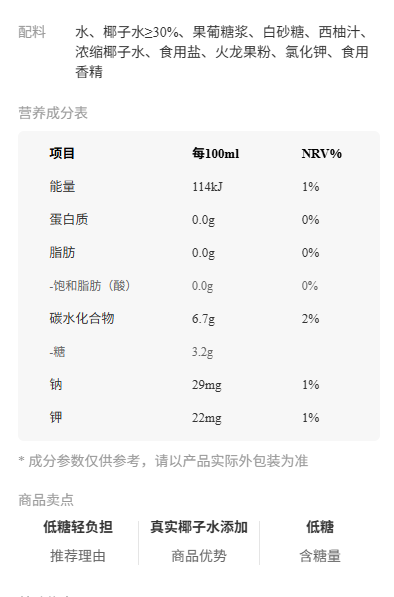 配料 水、椰子水≥30%、果葡糖浆、白砂糖、西柚汁、
浓缩椰子水、食用盐、火龙果粉、氯化钾、食用
香精
营养成分表
项目 每100ml NRV%
能量 114kJ 1%
蛋白质 0.0g 0%
脂肪 0.0g 0%
-饱和脂肪（酸） 0.0g 0%
碳水化合物 6.7g 2%
-糖 3.2g
钠 29mg 1%
钾 22mg 1%
* 成分参数仅供参考，请以产品实际外包装为准
商品卖点
低糖轻负担 真实椰子水添加 低糖
推荐理由 商品优势 含糖量